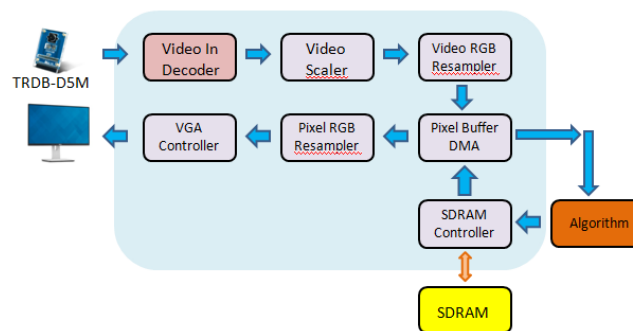 TRDB-D5M
Video In
Decoder
Video
Scaler
Video RGB
Resampler
VGA
Controller
Pixel RGB
Resampler
Pixel Buffer
DMA
SDRAM
Controller
Algorithm
SDRAM